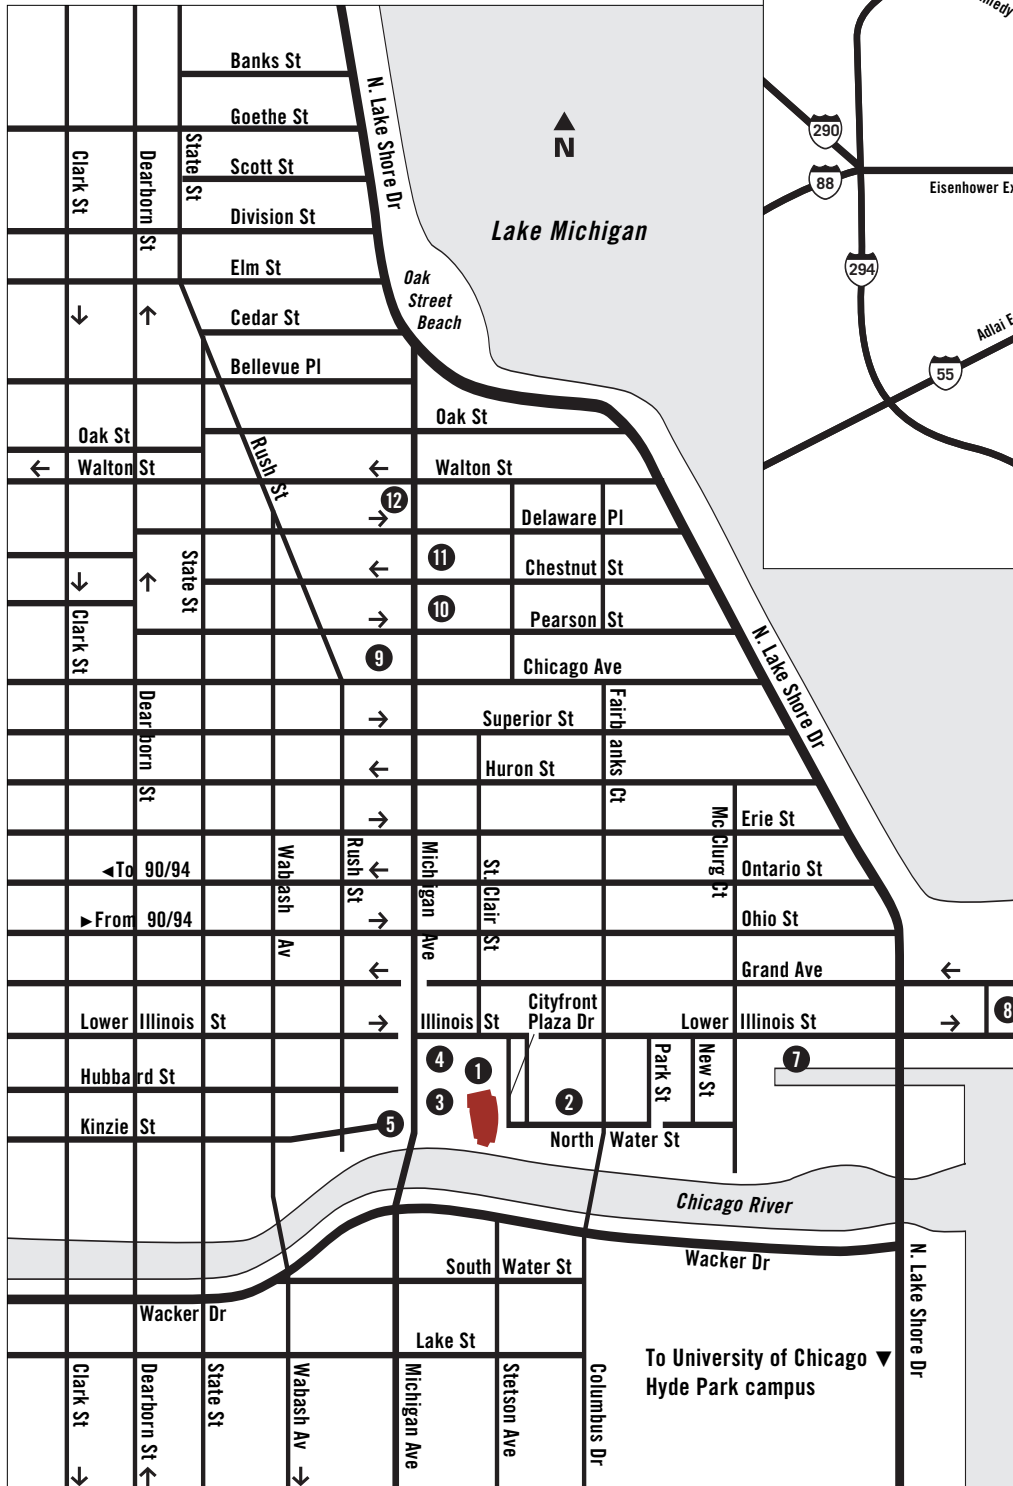 Banks St
Goethe St
Scott St
Division St
Elm St
Cedar St
Bellevue Pl
Clark St
Dearborn St
State St
N. Lake Shore Dr
N
Lake Michigan
Oak
Street
Beach
290
88
Eisenhower Ex
294
Adlai E
55
Oak St
Oak St
Walton St
Walton St
Rush St
12
Delaware Pl
11
Chestnut St
State St
10
Pearson St
Clark St
9
Chicago Ave
N. Lake Shore Dr
Dearborn St
Superior St
Fairbanks Ct
Huron St
McClurg Ct
Erie St
◄To 90/94
Wabash Av
Rush St
Michigan Ave
St. Clair St
Ontario St
►From 90/94
Ohio St
Grand Ave
Lower Illinois St
Illinois St
Cityfront
Plaza Dr
Lower Illinois St
8
4
1
Park St
New St
7
Hubbard St
3
2
Kinzie St
5
North Water St
Chicago River
South Water St
Wacker Dr
Wacker Dr
N. Lake Shore Dr
Lake St
To University of Chicago ▼
Hyde Park campus
Clark St
Dearborn St
State St
Wabash Av
Michigan Ave
Stetson Ave
Columbus Dr